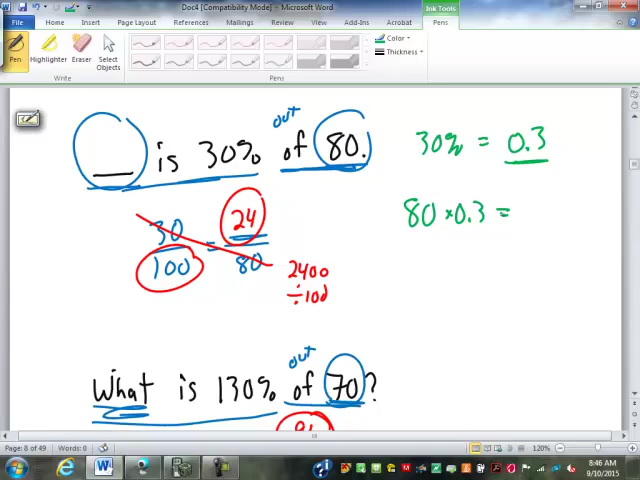 Doc4 [Compatibility Mode] - Microsoft Word
Ink Tools
File Home Insert Page Layout References Mailings Review View Add-Ins Acrobat Pens
Pen Highlighter Eraser Select Objects
Color
Thickness
Write Pens
out
__ is 30% of 80.
30% = 0.3
30/100 = 24/80
80 × 0.3 =
2400
÷100
out
What is 130% of 70?
Page: 8 of 49 Words: 0 120%
8:46 AM
9/10/2015